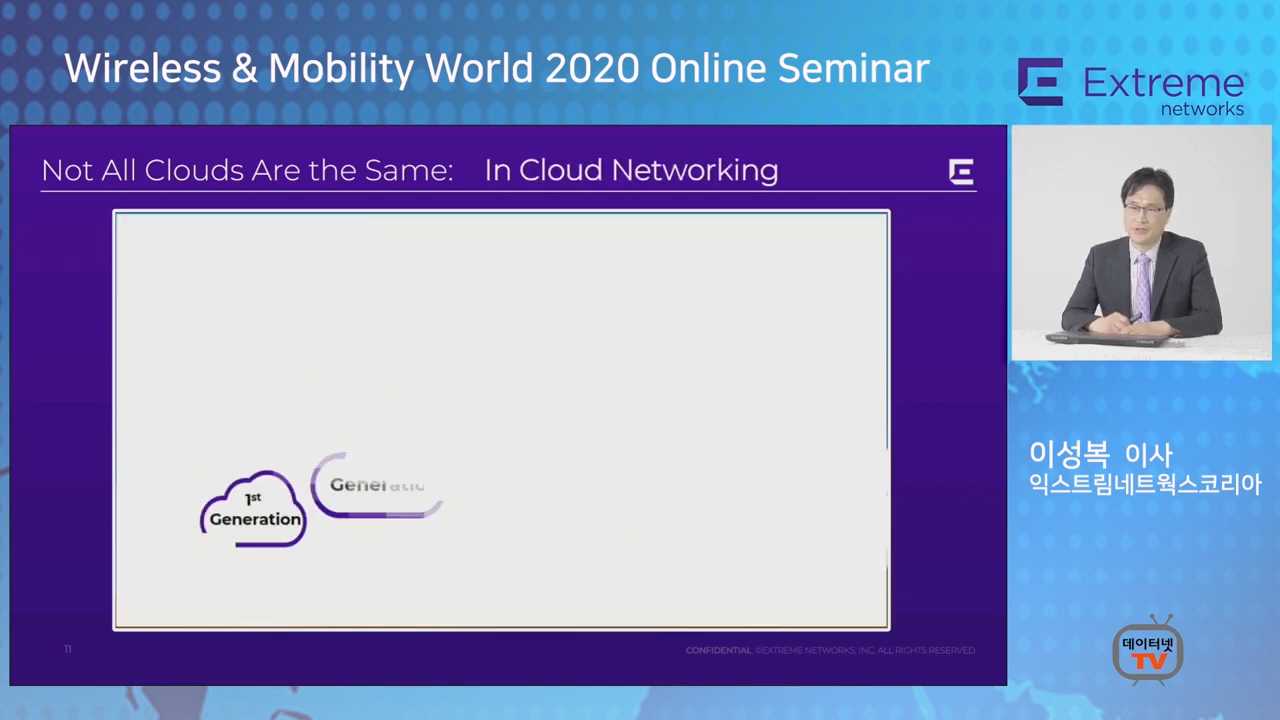 Wireless & Mobility World 2020 Online Seminar
Extreme
networks
Not All Clouds Are the Same: In Cloud Networking
1st
Generation
이성복 이사
익스트림네트웍스코리아
11
CONFIDENTIAL. ©EXTREME NETWORKS, INC. ALL RIGHTS RESERVED.
데이터넷
TV